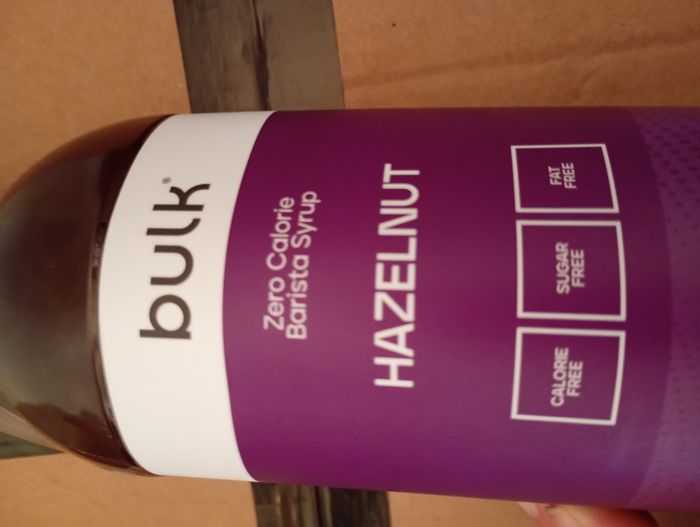 bulk®
Zero Calorie
Barista Syrup
HAZELNUT
CALORIE
FREE
SUGAR
FREE
FAT
FREE